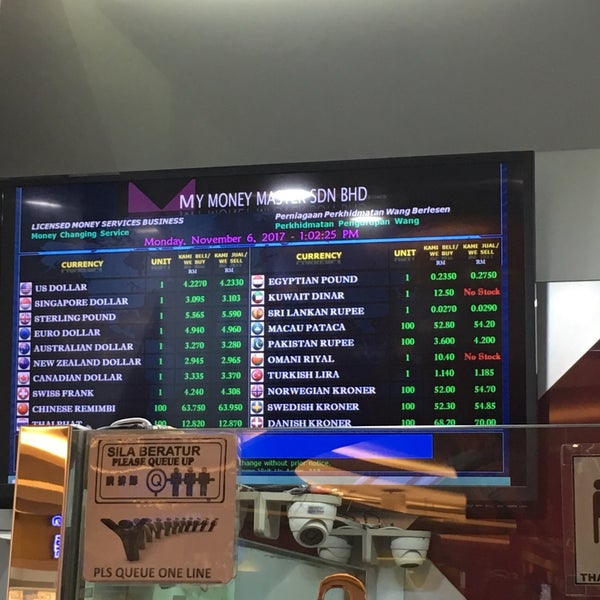 MY MONEY MASTER SDN BHD
LICENSED MONEY SERVICES BUSINESS
Money Changing Service
Perniagaan Perkhidmatan Wang Berlesen
Perkhidmatan Pengurupan Wang
Monday, November 6, 2017 - 1:02:25 PM
CURRENCY UNIT KAMI BELI/ WE BUY RM KAMI JUAL/ WE SELL RM
US DOLLAR 1 4.2270 4.2330
SINGAPORE DOLLAR 1 3.095 3.103
STERLING POUND 1 5.565 5.590
EURO DOLLAR 1 4.940 4.960
AUSTRALIAN DOLLAR 1 3.270 3.280
NEW ZEALAND DOLLAR 1 2.945 2.965
CANADIAN DOLLAR 1 3.335 3.370
SWISS FRANK 1 4.240 4.308
CHINESE REMIMBI 100 63.750 63.950
THAI BAHT 100 12.820 12.870
CURRENCY UNIT KAMI BELI/ WE BUY RM KAMI JUAL/ WE SELL RM
EGYPTIAN POUND 1 0.2350 0.2750
KUWAIT DINAR 1 12.50 No Stock
SRI LANKAN RUPEE 1 0.0270 0.0290
MACAU PATACA 100 52.80 54.20
PAKISTAN RUPEE 100 3.600 4.200
OMANI RIYAL 1 10.40 No Stock
TURKISH LIRA 1 1.140 1.185
NORWEGIAN KRONER 100 52.00 54.70
SWEDISH KRONER 100 52.30 54.85
DANISH KRONER 100 68.20 70.00
change without prior notice
SILA BERATUR
PLEASE QUEUE UP
Q
PLS QUEUE ONE LINE
THA